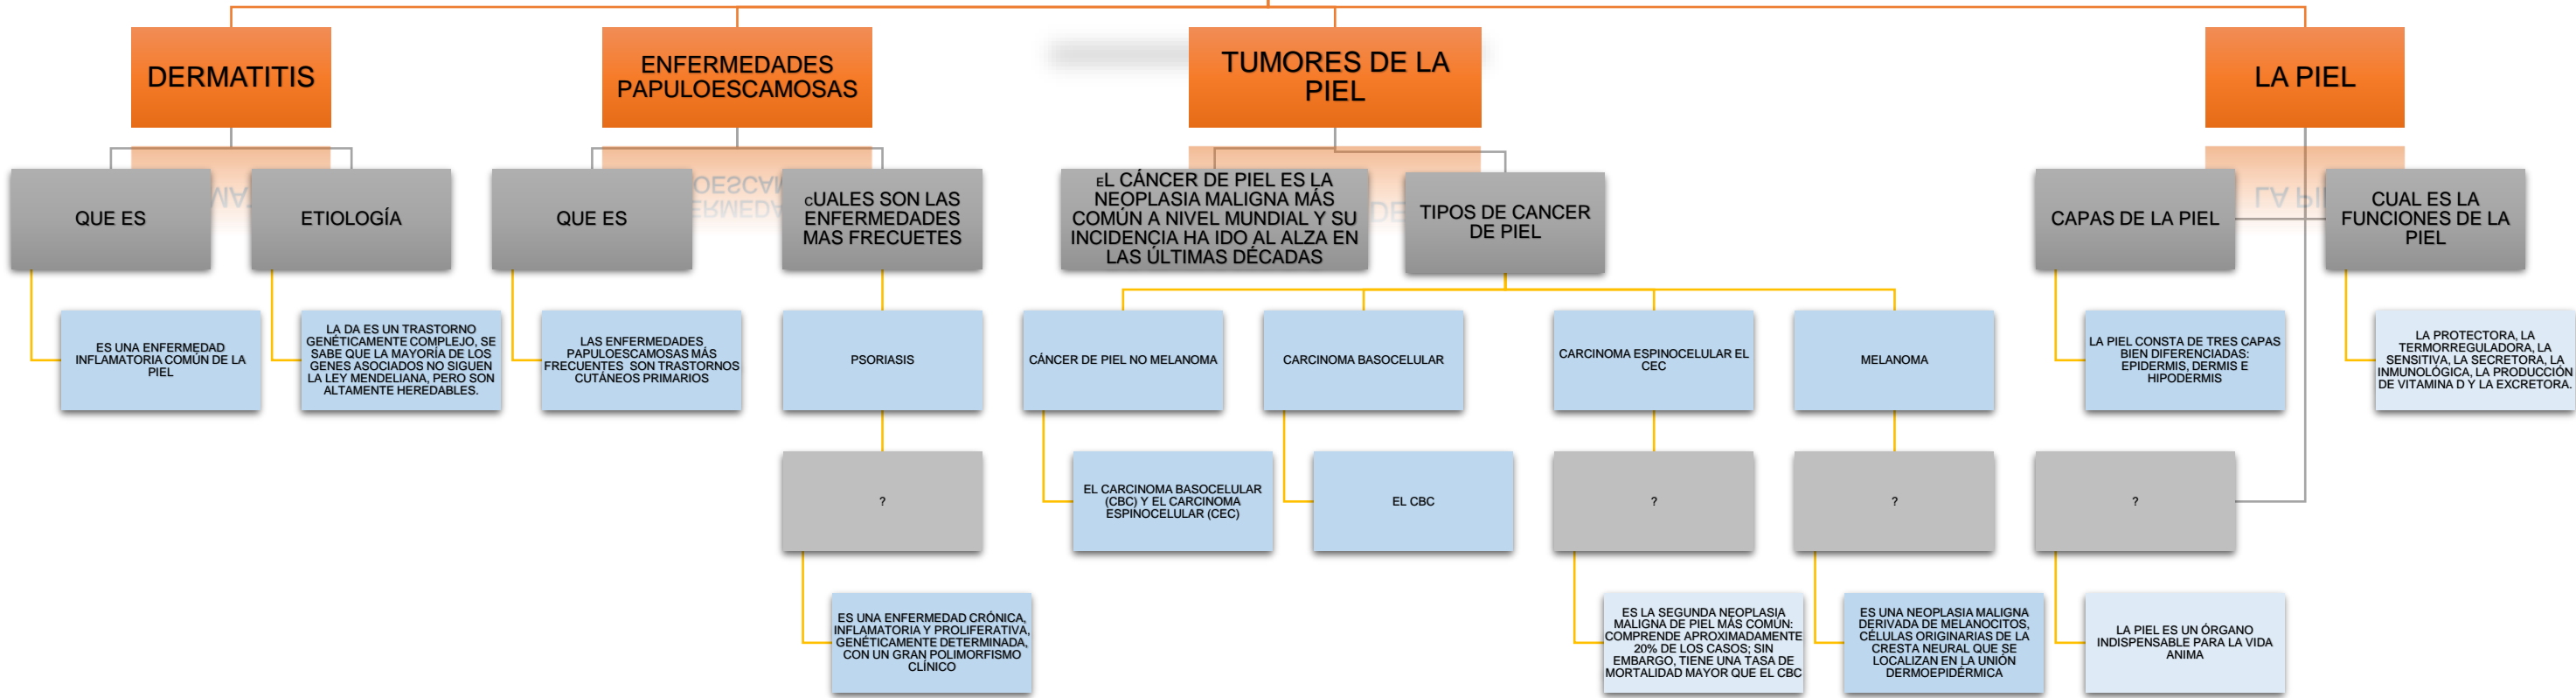 DERMATITIS
ENFERMEDADES
PAPULOESCAMOSAS
TUMORES DE LA
PIEL
LA PIEL
QUE ES
ETIOLOGÍA
QUE ES
cUALES SON LAS
ENFERMEDADES
MAS FRECUETES
EL CÁNCER DE PIEL ES LA
NEOPLASIA MALIGNA MÁS
COMÚN A NIVEL MUNDIAL Y SU
INCIDENCIA HA IDO AL ALZA EN
LAS ÚLTIMAS DÉCADAS
TIPOS DE CANCER
DE PIEL
CAPAS DE LA PIEL
CUAL ES LA
FUNCIONES DE LA
PIEL
ES UNA ENFERMEDAD
INFLAMATORIA COMÚN DE LA
PIEL
LA DA ES UN TRASTORNO
GENÉTICAMENTE COMPLEJO, SE
SABE QUE LA MAYORÍA DE LOS
GENES ASOCIADOS NO SIGUEN
LA LEY MENDELIANA, PERO SON
ALTAMENTE HEREDABLES.
LAS ENFERMEDADES
PAPULOESCAMOSAS MÁS
FRECUENTES SON TRASTORNOS
CUTÁNEOS PRIMARIOS
PSORIASIS
CÁNCER DE PIEL NO MELANOMA
CARCINOMA BASOCELULAR
CARCINOMA ESPINOCELULAR EL
CEC
MELANOMA
LA PIEL CONSTA DE TRES CAPAS
BIEN DIFERENCIADAS:
EPIDERMIS, DERMIS E
HIPODERMIS
LA PROTECTORA, LA
TERMORREGULADORA, LA
SENSITIVA, LA SECRETORA, LA
INMUNOLÓGICA, LA PRODUCCIÓN
DE VITAMINA D Y LA EXCRETORA.
?
EL CARCINOMA BASOCELULAR
(CBC) Y EL CARCINOMA
ESPINOCELULAR (CEC)
EL CBC
?
?
?
ES UNA ENFERMEDAD CRÓNICA,
INFLAMATORIA Y PROLIFERATIVA,
GENÉTICAMENTE DETERMINADA,
CON UN GRAN POLIMORFISMO
CLÍNICO
ES LA SEGUNDA NEOPLASIA
MALIGNA DE PIEL MÁS COMÚN:
COMPRENDE APROXIMADAMENTE
20% DE LOS CASOS; SIN
EMBARGO, TIENE UNA TASA DE
MORTALIDAD MAYOR QUE EL CBC
ES UNA NEOPLASIA MALIGNA
DERIVADA DE MELANOCITOS,
CÉLULAS ORIGINARIAS DE LA
CRESTA NEURAL QUE SE
LOCALIZAN EN LA UNIÓN
DERMOEPIDÉRMICA
LA PIEL ES UN ÓRGANO
INDISPENSABLE PARA LA VIDA
ANIMA